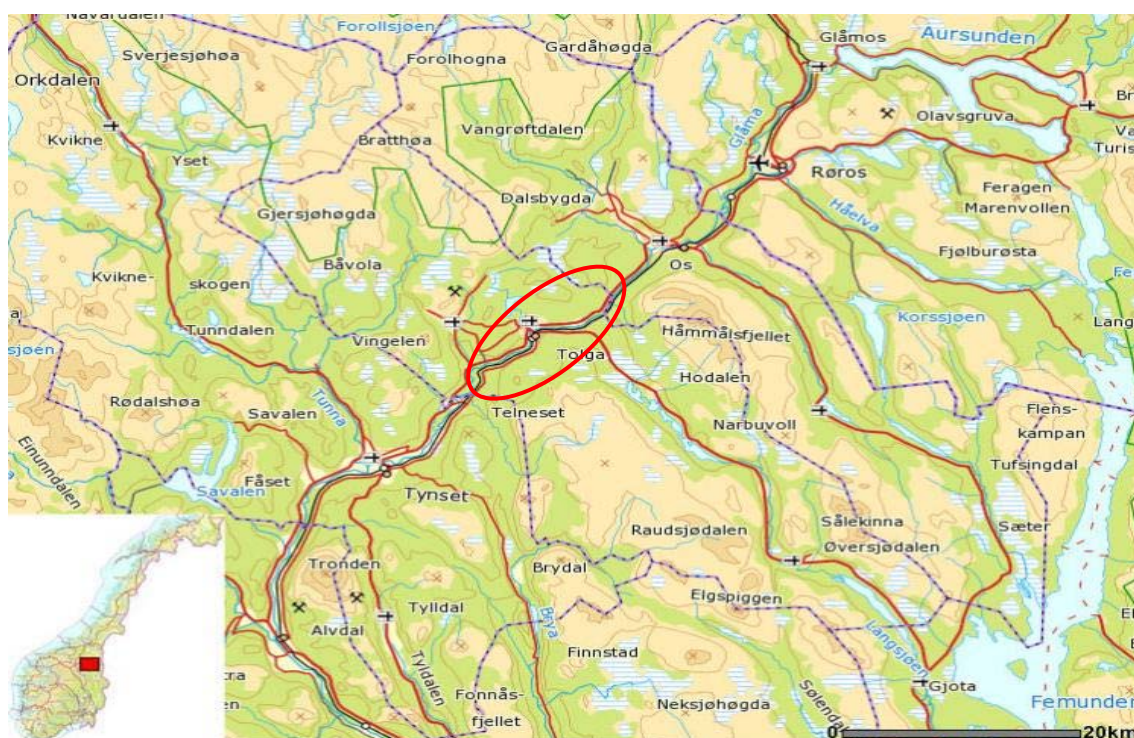 Navardalen
Forollsjøen
Gardåhøgda
Glåmos
Aursunden
Sverjesjøhøa
Forolhogna
Orkdalen
Kvikne
Vangrøftdalen
Glåma
Olavsgruva
Bratthøa
Yset
Dalsbygda
Røros
Feragen
Marenvollen
Gjersjøhøgda
Håelva
Fjølburøsta
Kvikne-
skogen
Båvola
Os
Korssjøen
Tunndalen
Vingelen
Håmmålsfjellet
Tolga
Hodalen
Rødalshøa
Savalen
Tunna
Telneset
Narbuvoll
Flens-
kampan
Tufsingdal
Einunndalen
Fåset
Savalen
Tynset
Raudsjødalen
Sålekinna
Sæter
Øversjødalen
Tronden
Brydal
Elgspiggen
Tylldal
Alvdal
Brya
Finnstad
Langsjøen
Tyldalen
Gjota
Fonnås-
fjellet
Neksjøhøgda
Sølendal
Femunden
0
20km